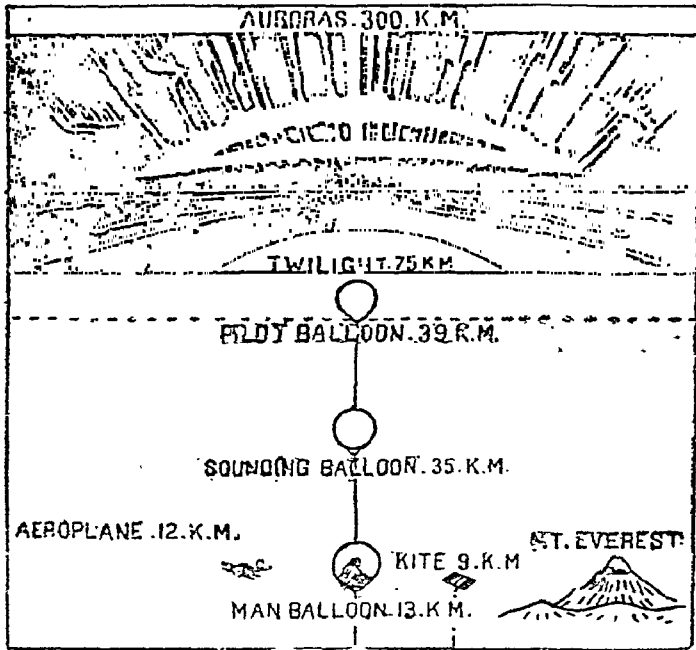 AURORAS. 300. K.M.
TWILIGHT. 75 KM
PILOT BALLOON. 39 K.M.
SOUNDING BALLOON. 35. K.M.
AEROPLANE .12. K.M.
KITE 9. K.M
MT. EVEREST
MAN BALLOON. 13. K.M.